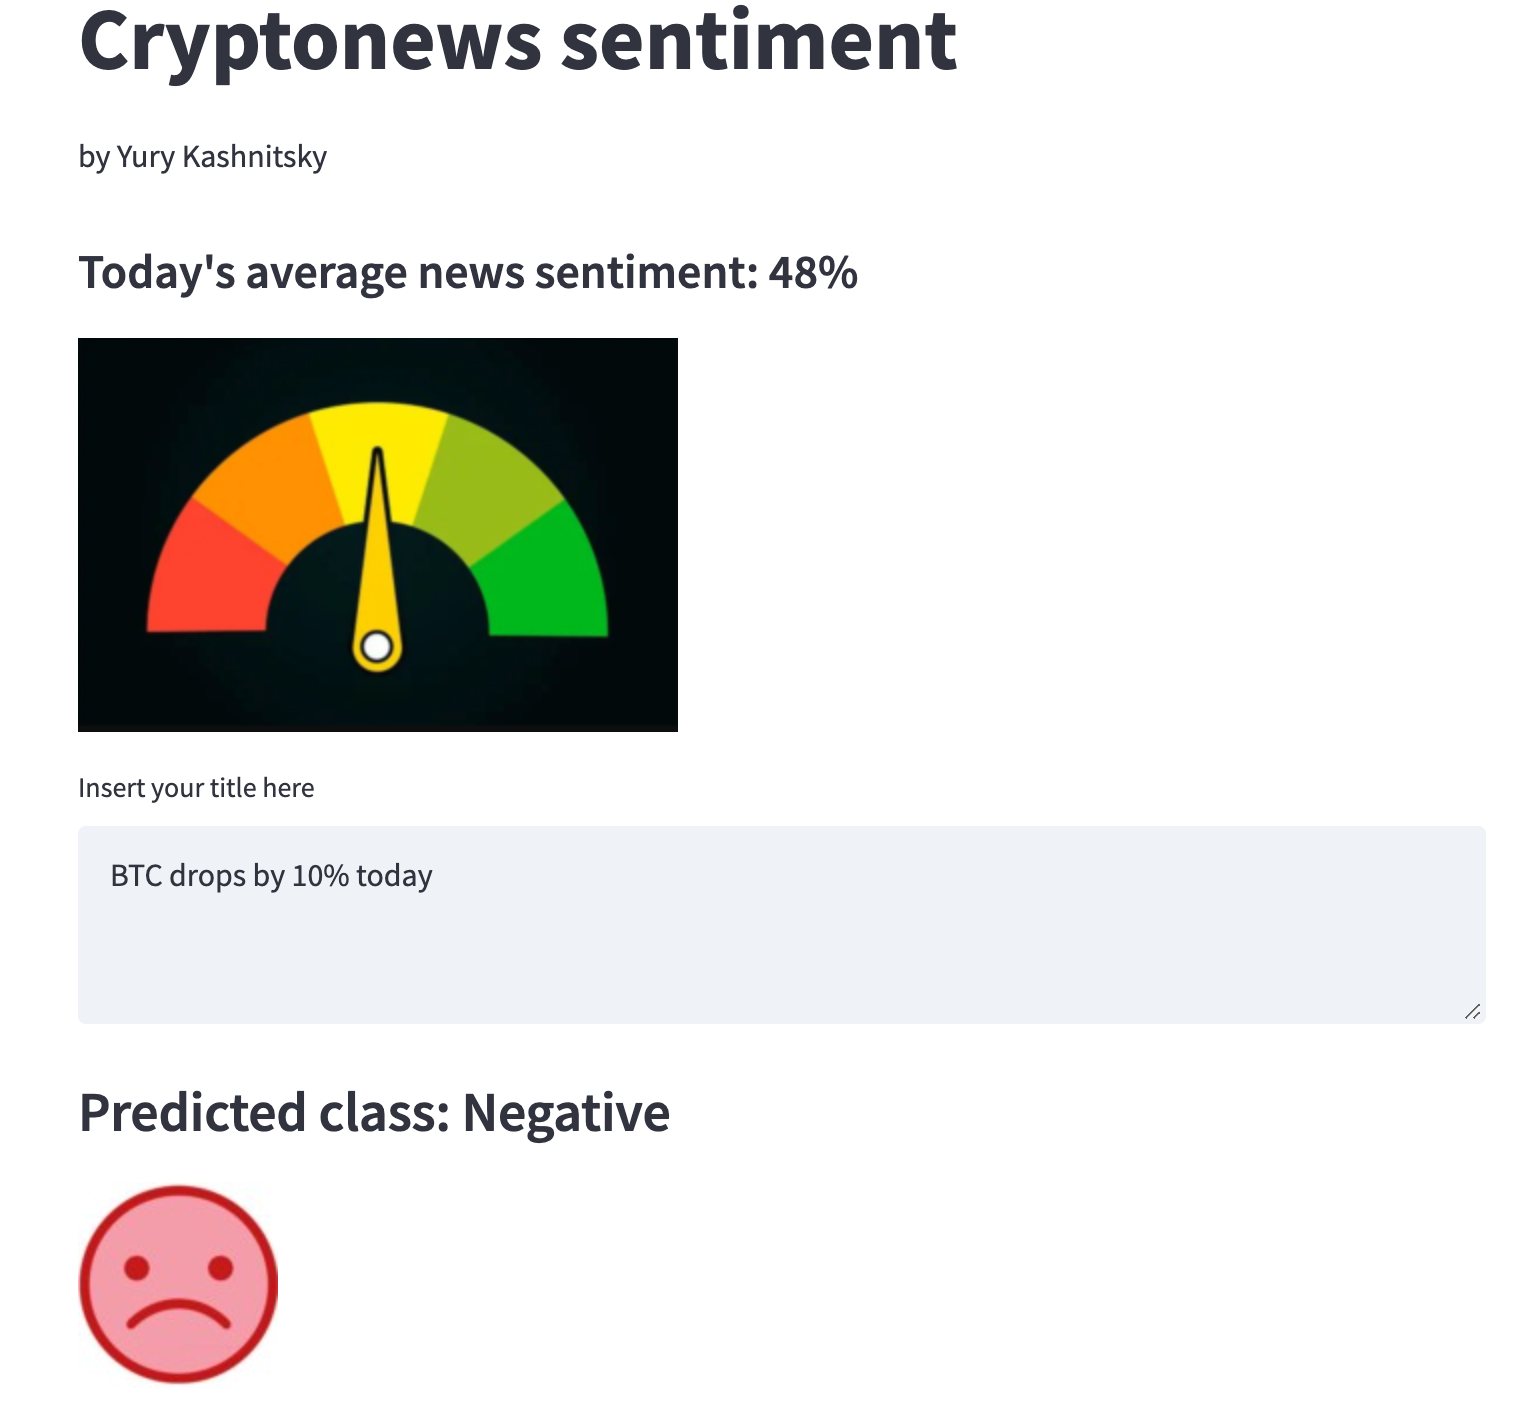 Cryptonews sentiment
by Yury Kashnitsky
Today's average news sentiment: 48%
Insert your title here
BTC drops by 10% today
Predicted class: Negative